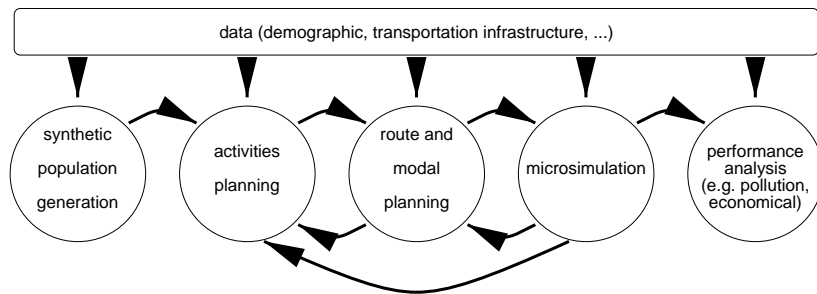 data (demographic, transportation infrastructure, ...)
synthetic
population
generation
activities
planning
route and
modal
planning
microsimulation
performance
analysis
(e.g. pollution,
economical)